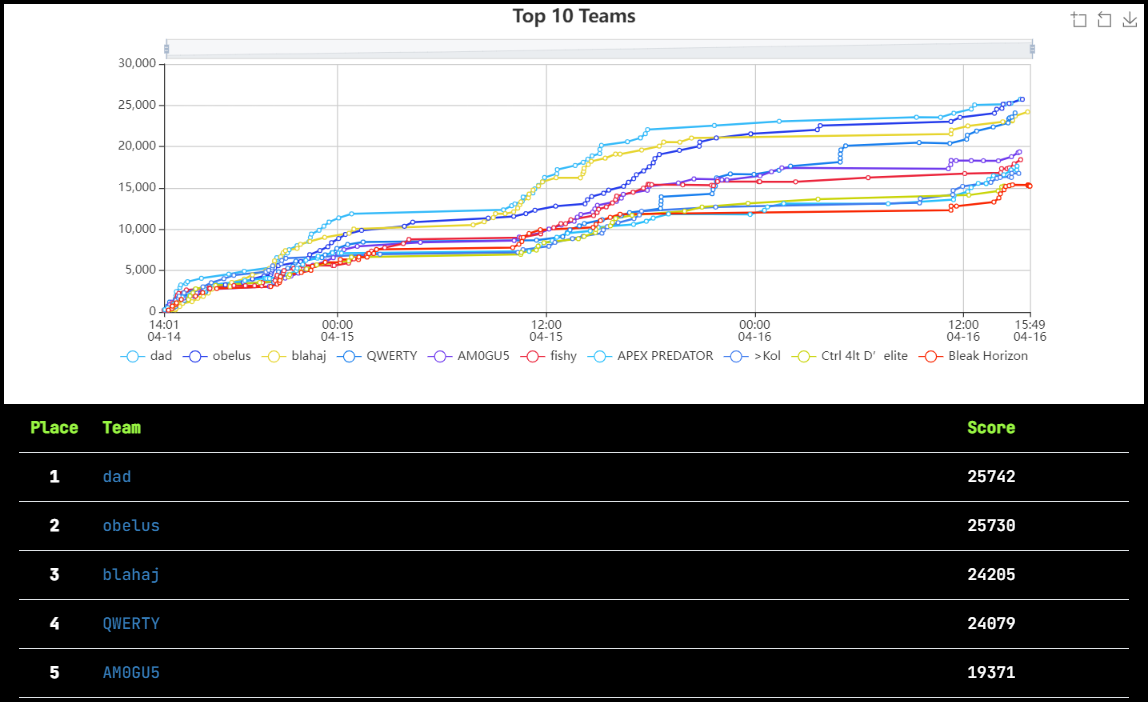 Top 10 Teams
30,000
25,000
20,000
15,000
10,000
5,000
0
14:01 00:00 12:00 00:00 12:00 15:49
04-14 04-15 04-15 04-16 04-16 04-16
dad obelus blahaj QWERTY AM0GU5 fishy APEX PREDATOR >Kol Ctrl 4lt D’ elite Bleak Horizon
Place Team Score
1 dad 25742
2 obelus 25730
3 blahaj 24205
4 QWERTY 24079
5 AM0GU5 19371